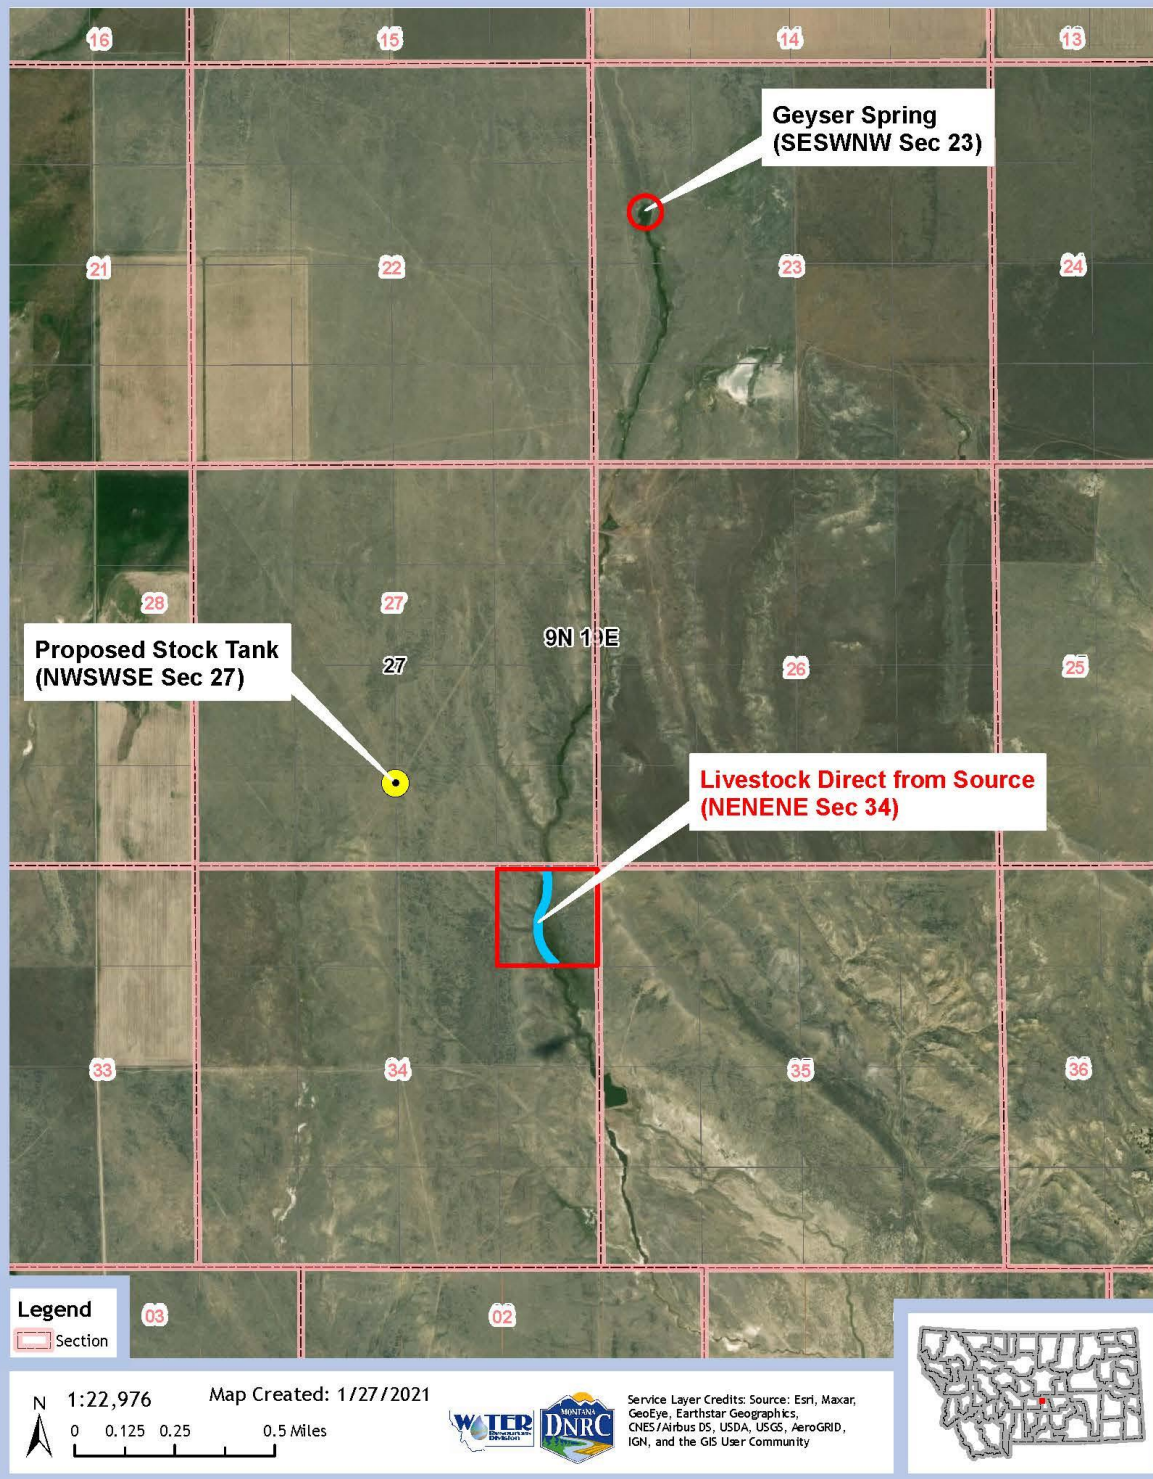 16
15
14
13
Geyser Spring
(SESWNW Sec 23)
21
22
23
24
28
27
Proposed Stock Tank
(NWSWSE Sec 27)
27
9N 19E
26
25
Livestock Direct from Source
(NENENE Sec 34)
33
34
35
36
03
02
Legend
Section
N
1:22,976
Map Created: 1/27/2021
0 0.125 0.25 0.5 Miles
WATER
Resources
Division
MONTANA
DNRC
Service Layer Credits: Source: Esri, Maxar,
GeoEye, Earthstar Geographics,
CNES/Airbus DS, USDA, USGS, AeroGRID,
IGN, and the GIS User Community